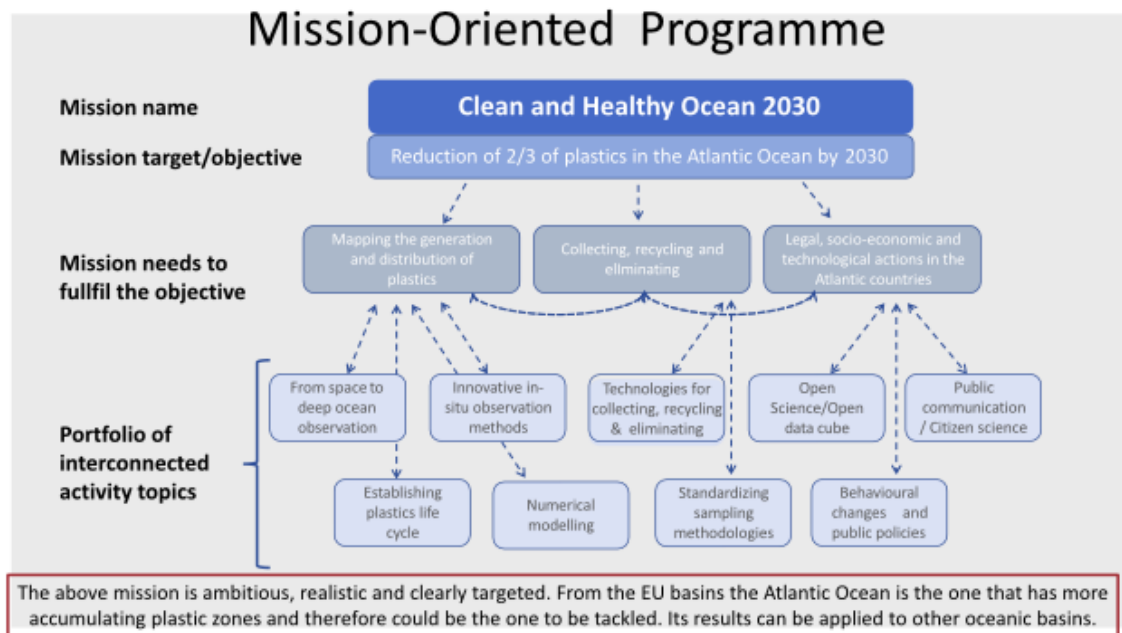 Mission-Oriented Programme
Mission name
Clean and Healthy Ocean 2030
Mission target/objective
Reduction of 2/3 of plastics in the Atlantic Ocean by 2030
Mission needs to
fullfil the objective
Mapping the generation
and distribution of
plastics
Collecting, recycling and
ellminating
Legal, socio-economic and
technological actions in the
Atlantic countries
Portfolio of
interconnected
activity topics
From space to
deep ocean
observation
Innovative in-
situ observation
methods
Technologies for
collecting, recycling
& eliminating
Open
Science/Open
data cube
Public
communication
/ Citizen science
Establishing
plastics life
cycle
Numerical
modelling
Standardizing
sampling
methodologies
Behavioural
changes and
public policies
The above mission is ambitious, realistic and clearly targeted. From the EU basins the Atlantic Ocean is the one that has more
accumulating plastic zones and therefore could be the one to be tackled. Its results can be applied to other oceanic basins.